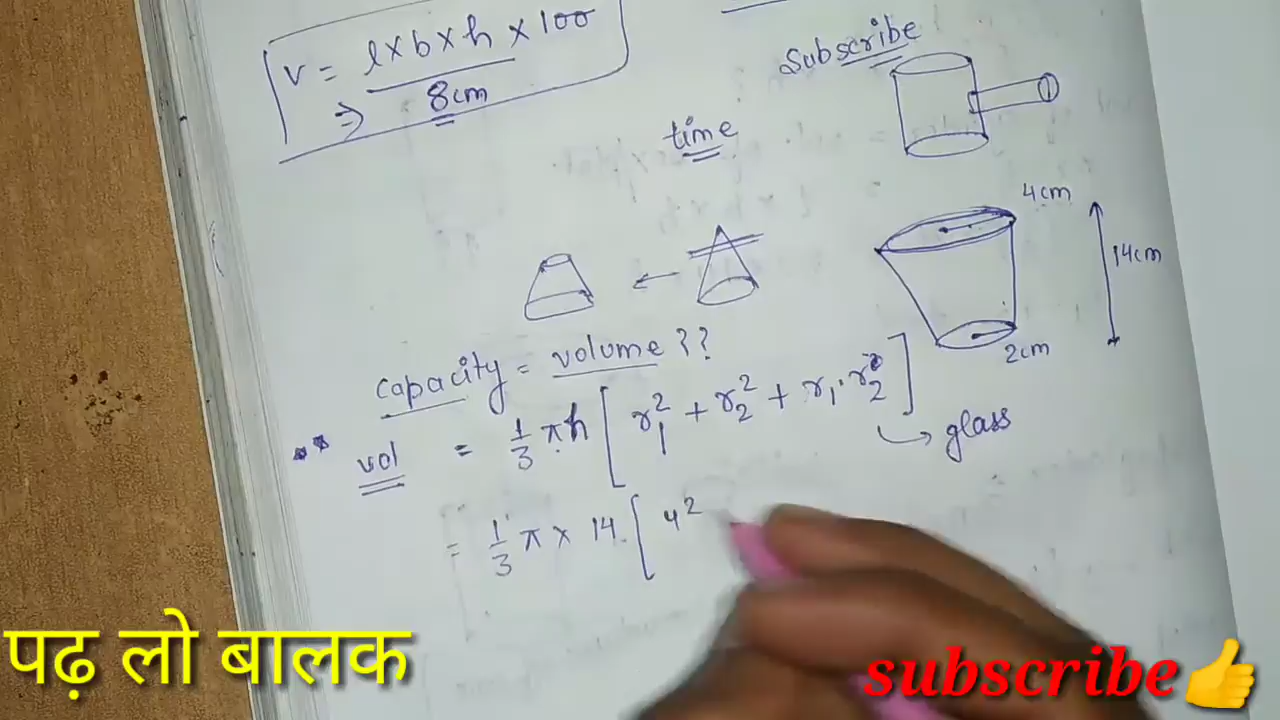 V = l×b×h × 100
⇒ 8cm
Subscribe
time
4cm
14cm
2cm
Capacity = volume ??
** vol = 1/3 πh [ r₁² + r₂² + r₁.r₂ ]
→ glass
= 1/3 π × 14 [ 4²
पढ़ लो बालक
subscribe